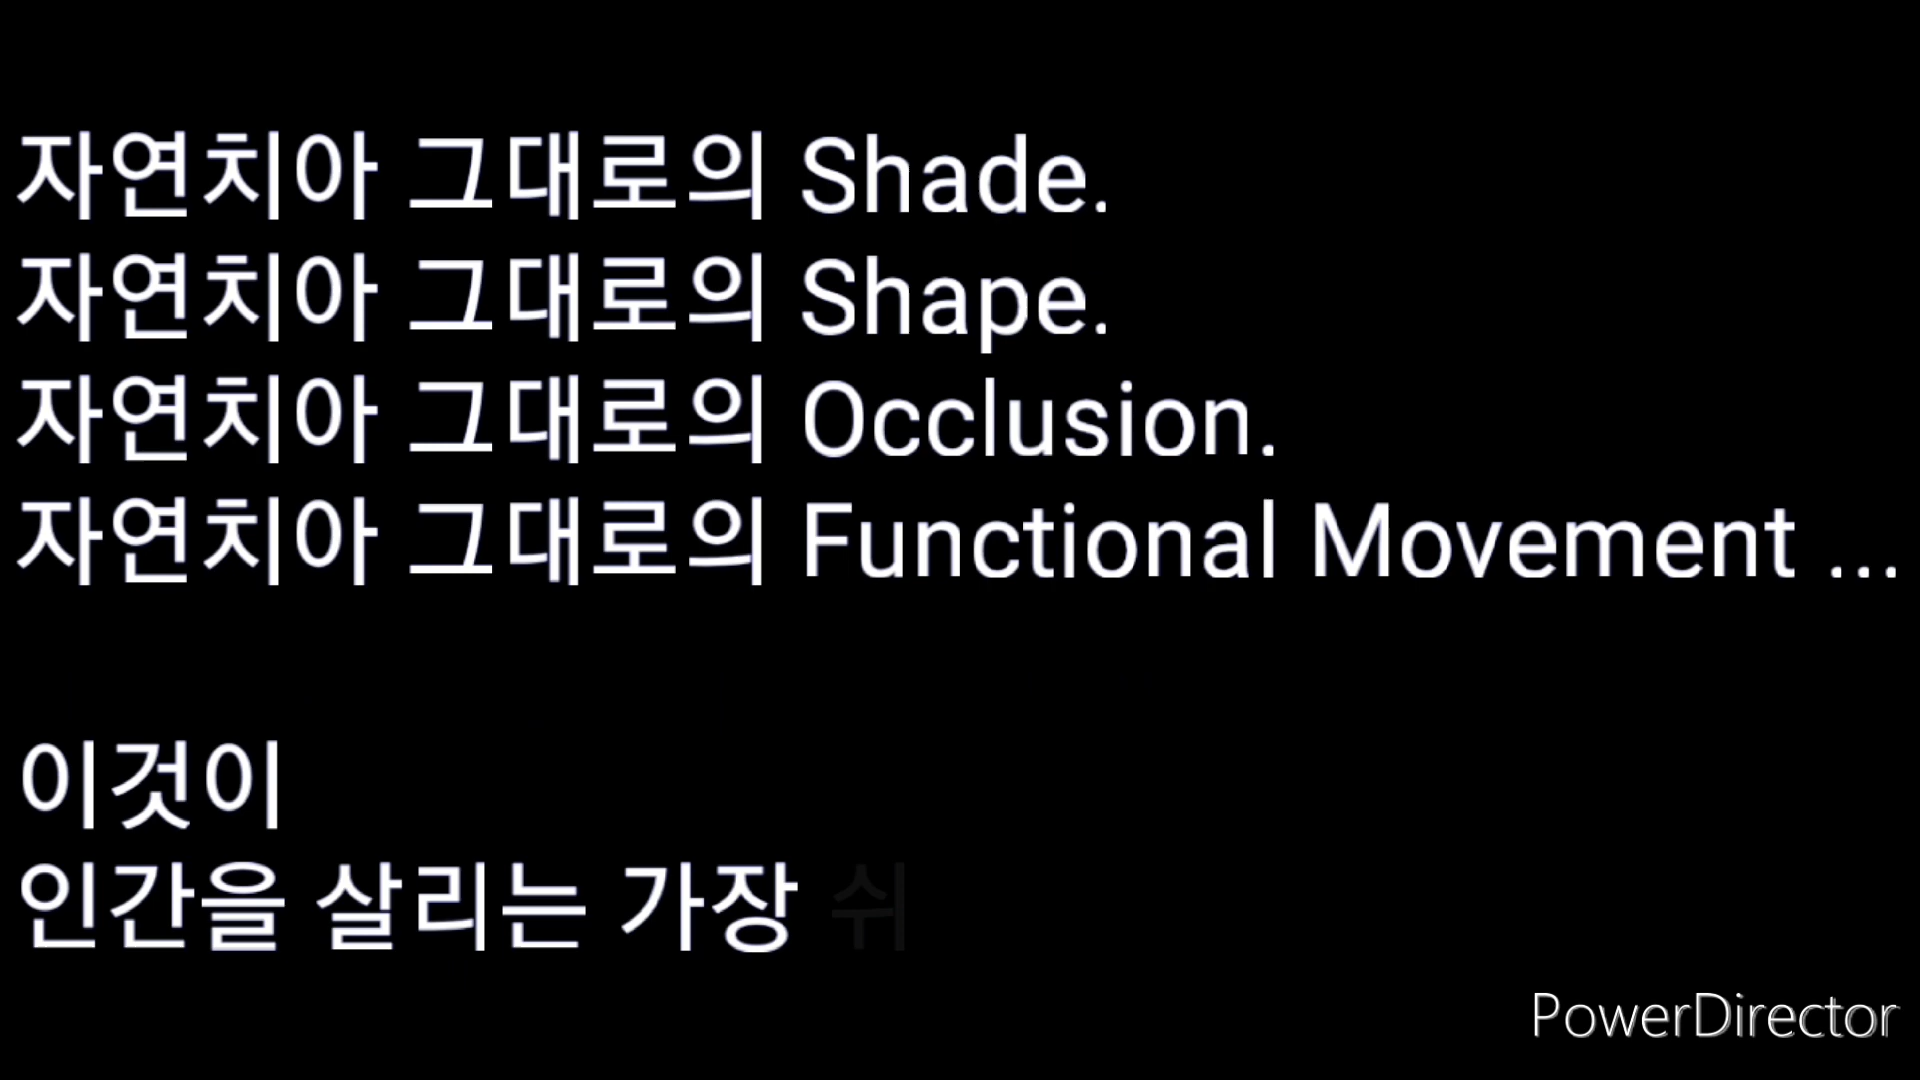 자연치아 그대로의 Shade.
자연치아 그대로의 Shape.
자연치아 그대로의 Occlusion.
자연치아 그대로의 Functional Movement ...
이것이
인간을 살리는 가장 쉬
PowerDirector